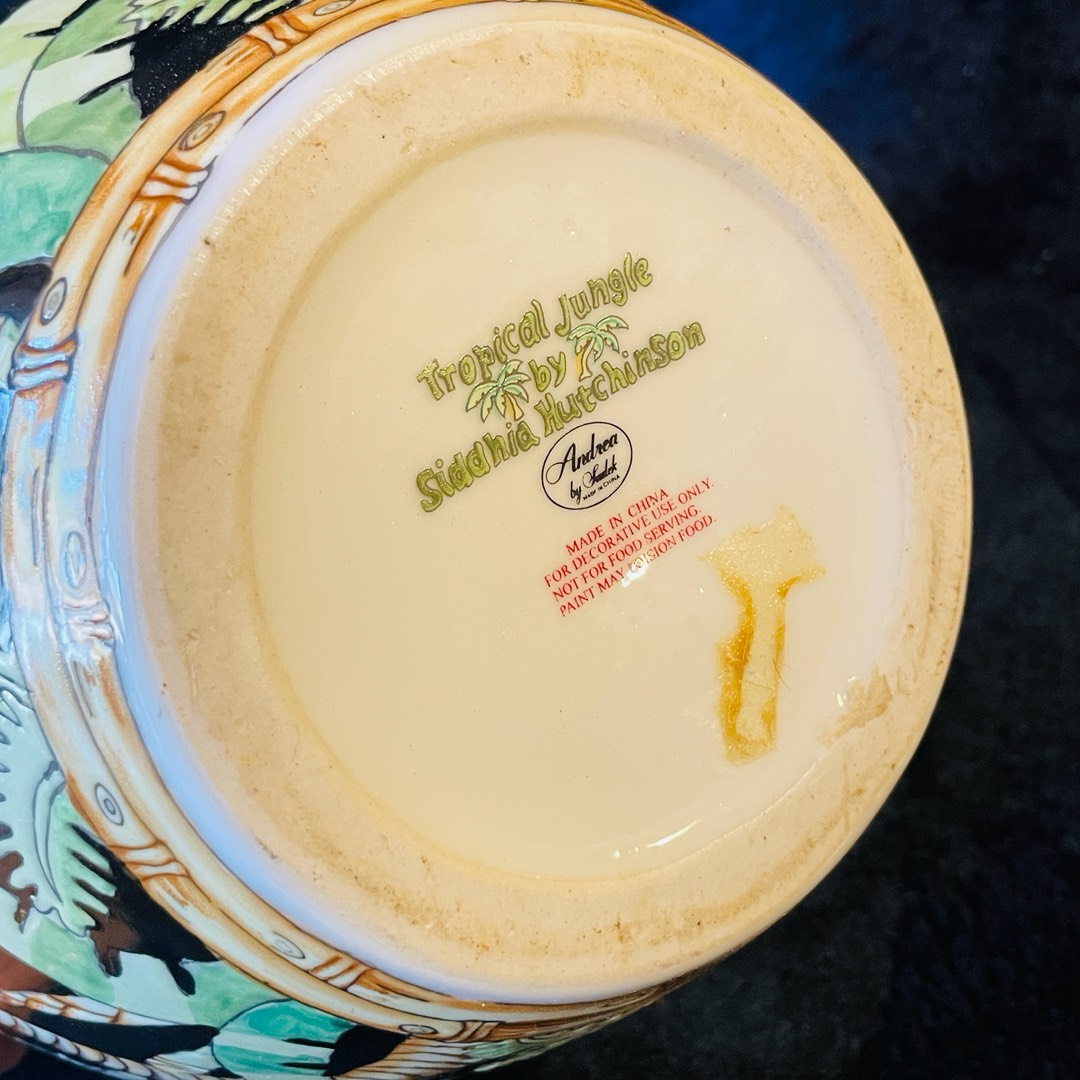 Tropical Jungle
by
Siddhia Hutchinson
Andrea
by Sadek
MADE IN CHINA
MADE IN CHINA
FOR DECORATIVE USE ONLY.
NOT FOR FOOD SERVING.
PAINT MAY POISION FOOD.